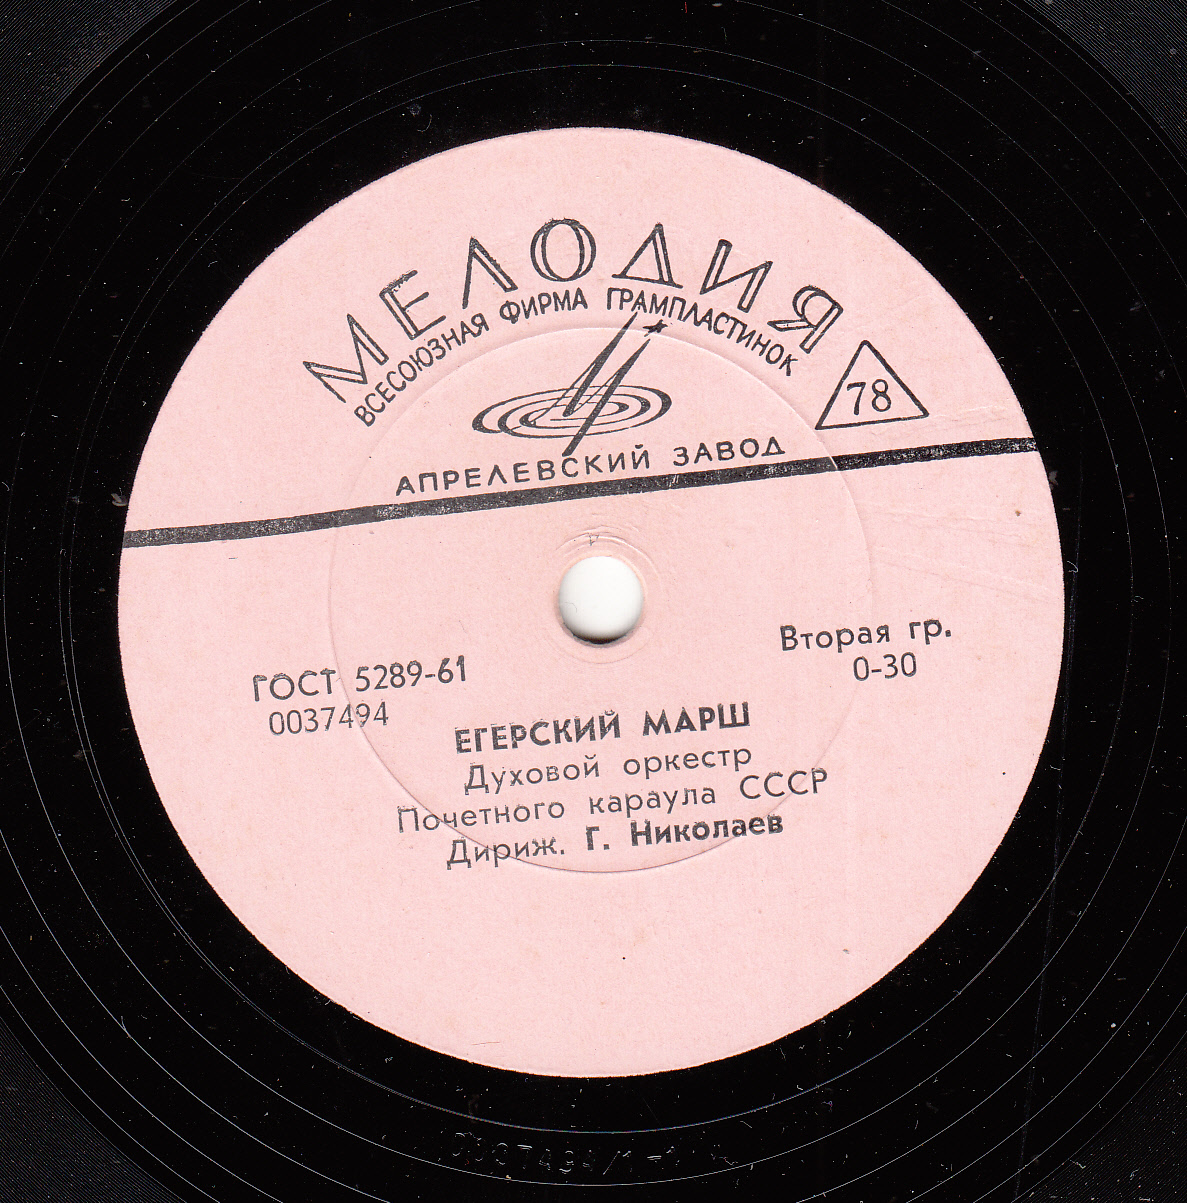 МЕЛОДИЯ
ВСЕСОЮЗНАЯ ФИРМА ГРАМПЛАСТИНОК
78
АПРЕЛЕВСКИЙ ЗАВОД
Вторая гр.
0-30
ГОСТ 5289-61
0037494
ЕГЕРСКИЙ МАРШ
Духовой оркестр
Почетного караула СССР
Дириж. Г. Николаев